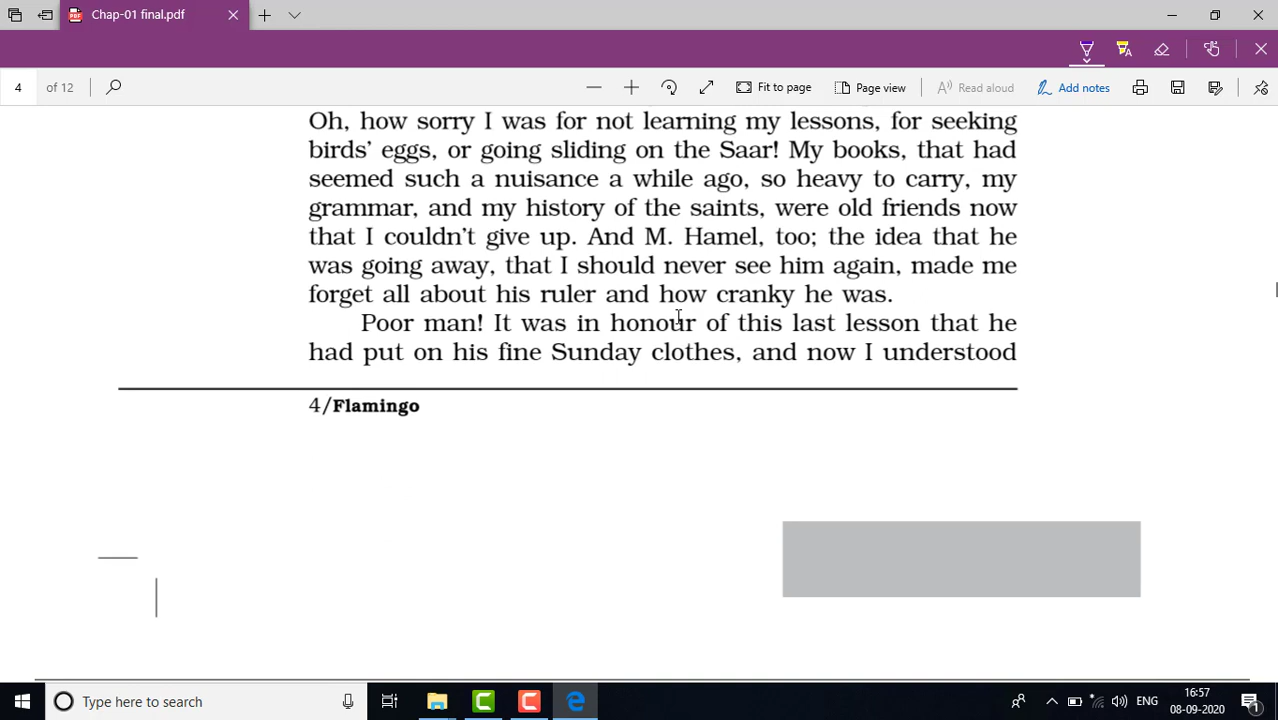 Chap-01 final.pdf
4 of 12
Fit to page
Page view
Read aloud
Add notes
Oh, how sorry I was for not learning my lessons, for seeking
birds’ eggs, or going sliding on the Saar! My books, that had
seemed such a nuisance a while ago, so heavy to carry, my
grammar, and my history of the saints, were old friends now
that I couldn’t give up. And M. Hamel, too; the idea that he
was going away, that I should never see him again, made me
forget all about his ruler and how cranky he was.
Poor man! It was in honour of this last lesson that he
had put on his fine Sunday clothes, and now I understood
4/Flamingo
Type here to search
ENG
16:57
08-09-2020